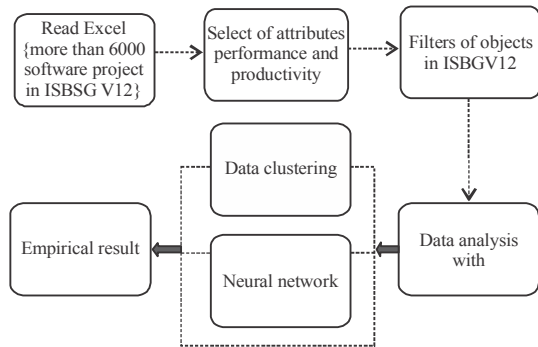 Read Excel
{more than 6000
software project
in ISBSG V12}
Select of attributes
performance and
productivity
Filters of objects
in ISBGV12
Data clustering
Empirical result
Neural network
Data analysis
with